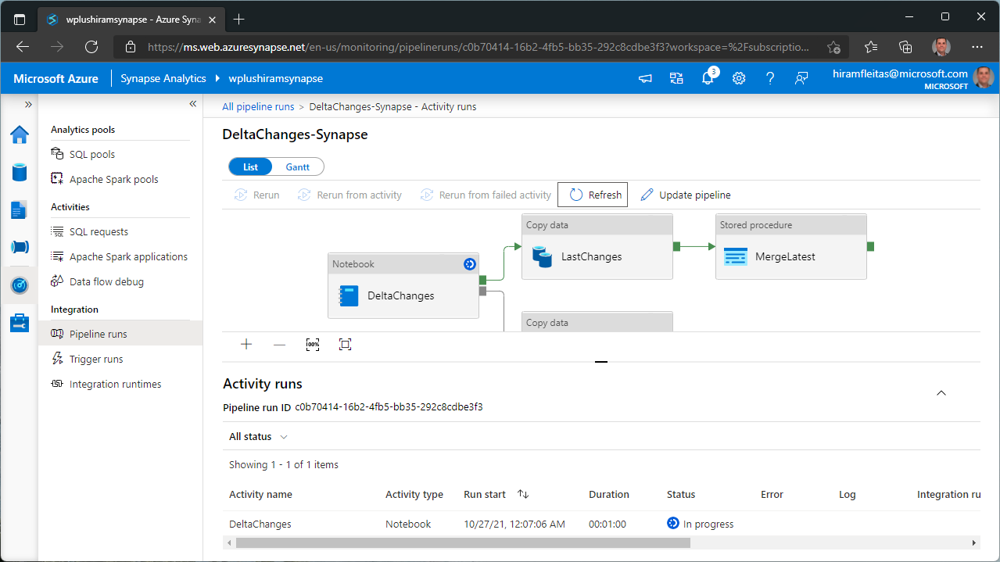 wplushiramsynapse - Azure Syna
https://ms.web.azuresynapse.net/en-us/monitoring/pipelineruns/c0b70414-16b2-4fb5-bb35-292c8cdbe3f3?workspace=%2Fsubscriptio...
Microsoft Azure
Synapse Analytics
wplushiramsynapse
3
hiramfleitas@microsoft.com
MICROSOFT
»
«
Analytics pools
SQL pools
Apache Spark pools
Activities
SQL requests
Apache Spark applications
Data flow debug
Integration
Pipeline runs
Trigger runs
Integration runtimes
All pipeline runs > DeltaChanges-Synapse - Activity runs
DeltaChanges-Synapse
List Gantt
Rerun Rerun from activity Rerun from failed activity Refresh Update pipeline
Notebook
DeltaChanges
Copy data
LastChanges
Stored procedure
MergeLatest
Copy data
100%
Activity runs
Pipeline run ID c0b70414-16b2-4fb5-bb35-292c8cdbe3f3
All status
Showing 1 - 1 of 1 items
Activity name Activity type Run start Duration Status Error Log Integration ru
DeltaChanges Notebook 10/27/21, 12:07:06 AM 00:01:00 In progress